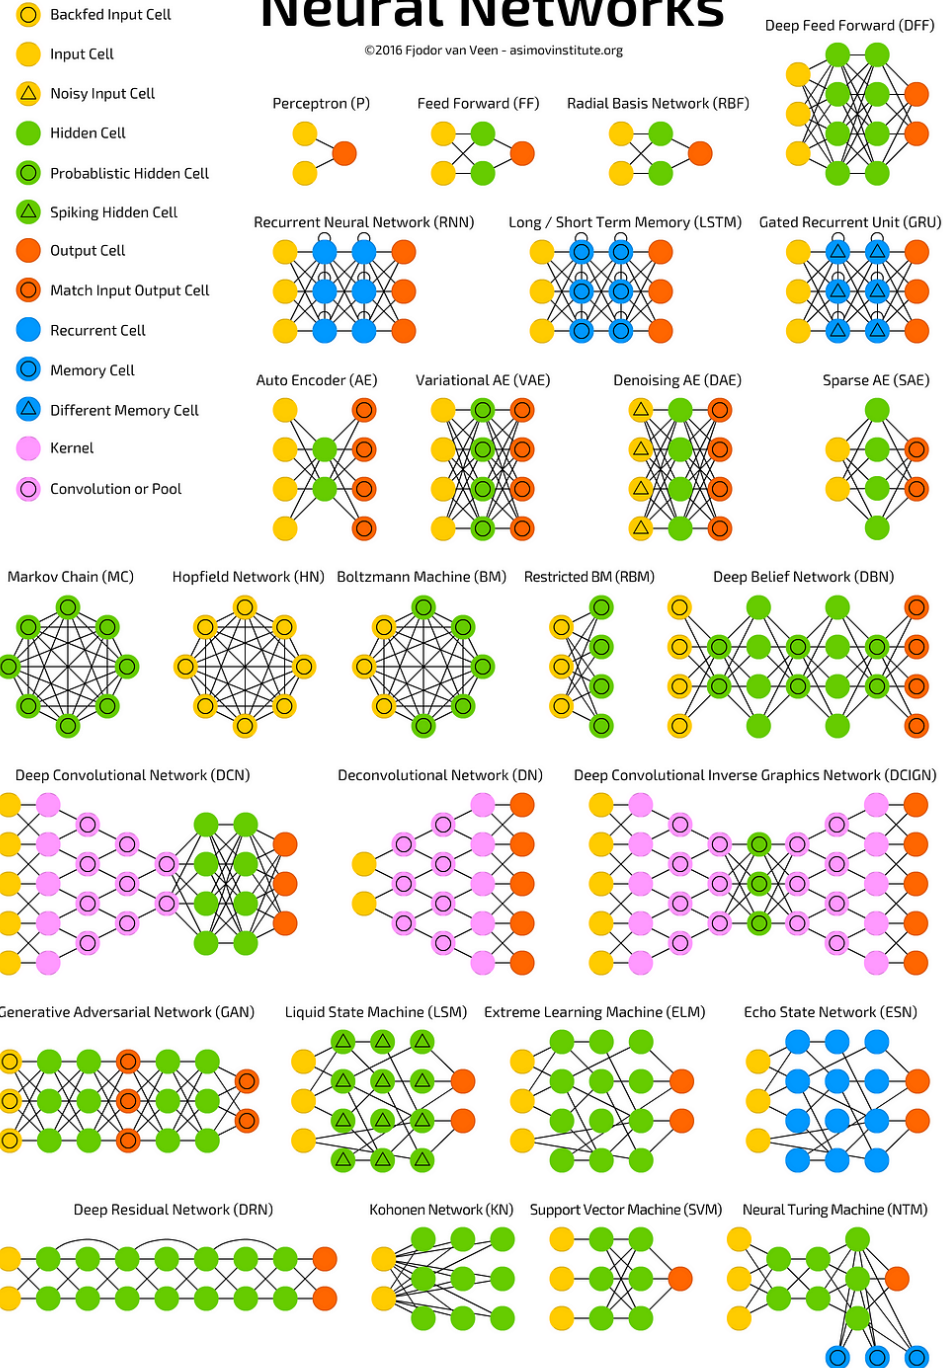 Neural Networks
©2016 Fjodor van Veen - asimovinstitute.org
Backfed Input Cell
Input Cell
Noisy Input Cell
Hidden Cell
Probablistic Hidden Cell
Spiking Hidden Cell
Output Cell
Match Input Output Cell
Recurrent Cell
Memory Cell
Different Memory Cell
Kernel
Convolution or Pool
Deep Feed Forward (DFF)
Perceptron (P)
Feed Forward (FF)
Radial Basis Network (RBF)
Recurrent Neural Network (RNN)
Long / Short Term Memory (LSTM)
Gated Recurrent Unit (GRU)
Auto Encoder (AE)
Variational AE (VAE)
Denoising AE (DAE)
Sparse AE (SAE)
Markov Chain (MC)
Hopfield Network (HN)
Boltzmann Machine (BM)
Restricted BM (RBM)
Deep Belief Network (DBN)
Deep Convolutional Network (DCN)
Deconvolutional Network (DN)
Deep Convolutional Inverse Graphics Network (DCIGN)
Generative Adversarial Network (GAN)
Liquid State Machine (LSM)
Extreme Learning Machine (ELM)
Echo State Network (ESN)
Deep Residual Network (DRN)
Kohonen Network (KN)
Support Vector Machine (SVM)
Neural Turing Machine (NTM)